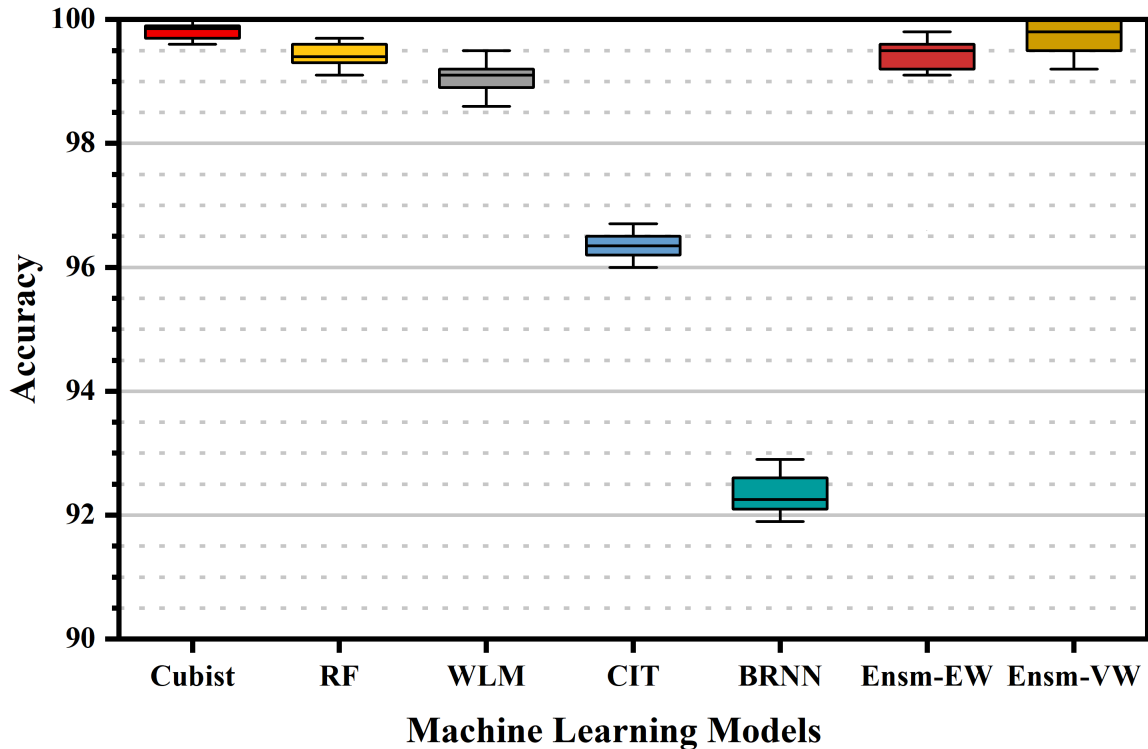 100
98
96
94
92
90
Accuracy
Cubist RF WLM CIT BRNN Ensm-EW Ensm-VW
Machine Learning Models